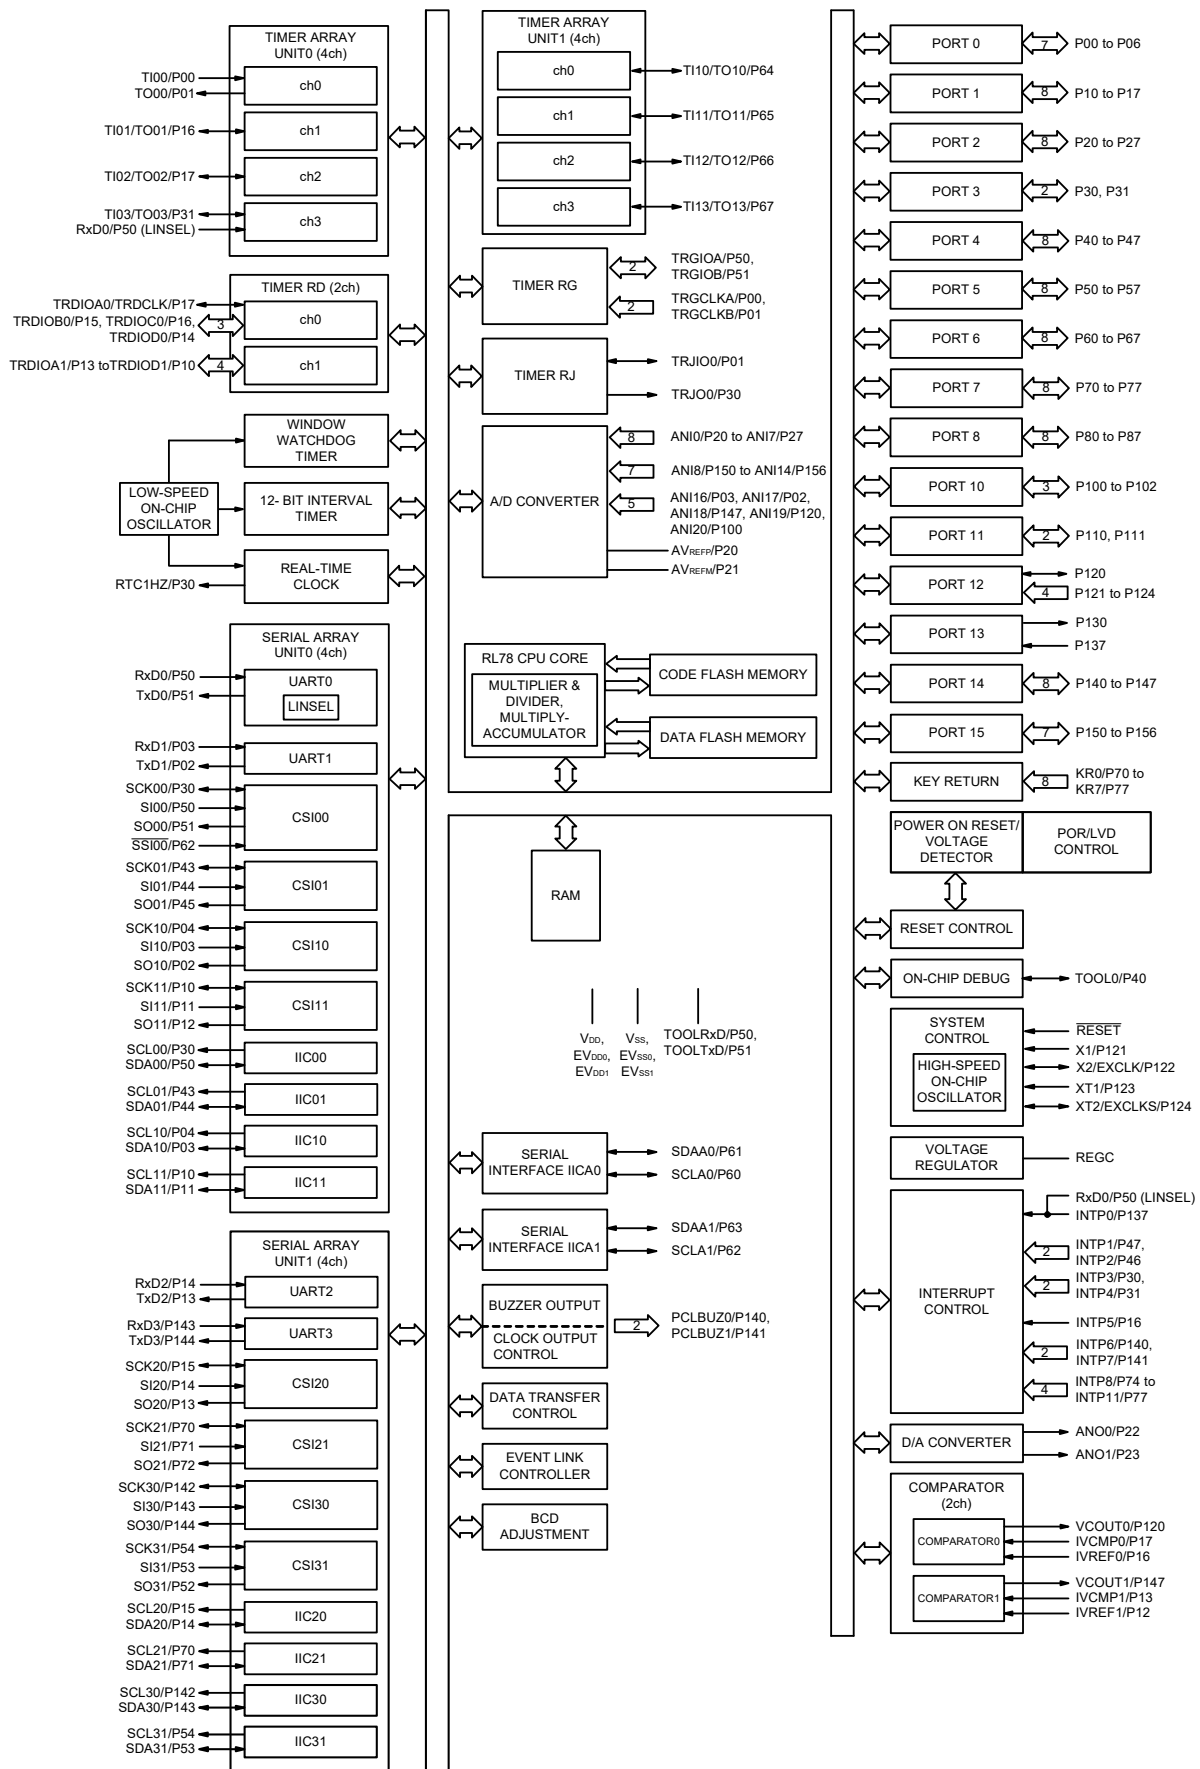 TIMER ARRAY
UNIT0 (4ch)
TI00/P00
TO00/P01
ch0
TI01/TO01/P16
ch1
TI02/TO02/P17
ch2
TI03/TO03/P31
RxD0/P50 (LINSEL)
ch3
TIMER RD (2ch)
TRDIOA0/TRDCLK/P17
TRDIOB0/P15, TRDIOC0/P16,
TRDIOD0/P14
3
ch0
TRDIOA1/P13 toTRDIOD1/P10
4
ch1
WINDOW
WATCHDOG
TIMER
LOW-SPEED
ON-CHIP
OSCILLATOR
12- BIT INTERVAL
TIMER
REAL-TIME
CLOCK
RTC1HZ/P30
SERIAL ARRAY
UNIT0 (4ch)
RxD0/P50
TxD0/P51
UART0
LINSEL
RxD1/P03
TxD1/P02
UART1
SCK00/P30
SI00/P50
SO00/P51
SSI00/P62
CSI00
SCK01/P43
SI01/P44
SO01/P45
CSI01
SCK10/P04
SI10/P03
SO10/P02
CSI10
SCK11/P10
SI11/P11
SO11/P12
CSI11
SCL00/P30
SDA00/P50
IIC00
SCL01/P43
SDA01/P44
IIC01
SCL10/P04
SDA10/P03
IIC10
SCL11/P10
SDA11/P11
IIC11
SERIAL ARRAY
UNIT1 (4ch)
RxD2/P14
TxD2/P13
UART2
RxD3/P143
TxD3/P144
UART3
SCK20/P15
SI20/P14
SO20/P13
CSI20
SCK21/P70
SI21/P71
SO21/P72
CSI21
SCK30/P142
SI30/P143
SO30/P144
CSI30
SCK31/P54
SI31/P53
SO31/P52
CSI31
SCL20/P15
SDA20/P14
IIC20
SCL21/P70
SDA21/P71
IIC21
SCL30/P142
SDA30/P143
IIC30
SCL31/P54
SDA31/P53
IIC31
TIMER ARRAY
UNIT1 (4ch)
ch0
TI10/TO10/P64
ch1
TI11/TO11/P65
ch2
TI12/TO12/P66
ch3
TI13/TO13/P67
TIMER RG
2
TRGIOA/P50,
TRGIOB/P51
2
TRGCLKA/P00,
TRGCLKB/P01
TIMER RJ
TRJIO0/P01
TRJO0/P30
A/D CONVERTER
8
ANI0/P20 to ANI7/P27
7
ANI8/P150 to ANI14/P156
5
ANI16/P03, ANI17/P02,
ANI18/P147, ANI19/P120,
ANI20/P100
AVREFP/P20
AVREFM/P21
RL78 CPU CORE
MULTIPLIER &
DIVIDER,
MULTIPLY-
ACCUMULATOR
CODE FLASH MEMORY
DATA FLASH MEMORY
RAM
VDD,
EVDD0,
EVDD1
VSS,
EVSS0,
EVSS1
TOOLRxD/P50,
TOOLTxD/P51
SERIAL
INTERFACE IICA0
SDAA0/P61
SCLA0/P60
SERIAL
INTERFACE IICA1
SDAA1/P63
SCLA1/P62
BUZZER OUTPUT
CLOCK OUTPUT
CONTROL
2
PCLBUZ0/P140,
PCLBUZ1/P141
DATA TRANSFER
CONTROL
EVENT LINK
CONTROLLER
BCD
ADJUSTMENT
PORT 0
7
P00 to P06
PORT 1
8
P10 to P17
PORT 2
8
P20 to P27
PORT 3
2
P30, P31
PORT 4
8
P40 to P47
PORT 5
8
P50 to P57
PORT 6
8
P60 to P67
PORT 7
8
P70 to P77
PORT 8
8
P80 to P87
PORT 10
3
P100 to P102
PORT 11
2
P110, P111
PORT 12
P120
4
P121 to P124
PORT 13
P130
P137
PORT 14
8
P140 to P147
PORT 15
7
P150 to P156
KEY RETURN
8
KR0/P70 to
KR7/P77
POWER ON RESET/
VOLTAGE
DETECTOR
POR/LVD
CONTROL
RESET CONTROL
ON-CHIP DEBUG
TOOL0/P40
SYSTEM
CONTROL
HIGH-SPEED
ON-CHIP
OSCILLATOR
RESET
X1/P121
X2/EXCLK/P122
XT1/P123
XT2/EXCLKS/P124
VOLTAGE
REGULATOR
REGC
INTERRUPT
CONTROL
RxD0/P50 (LINSEL)
INTP0/P137
2
INTP1/P47,
INTP2/P46
2
INTP3/P30,
INTP4/P31
INTP5/P16
2
INTP6/P140,
INTP7/P141
4
INTP8/P74 to
INTP11/P77
D/A CONVERTER
ANO0/P22
ANO1/P23
COMPARATOR
(2ch)
COMPARATOR0
VCOUT0/P120
IVCMP0/P17
IVREF0/P16
COMPARATOR1
VCOUT1/P147
IVCMP1/P13
IVREF1/P12